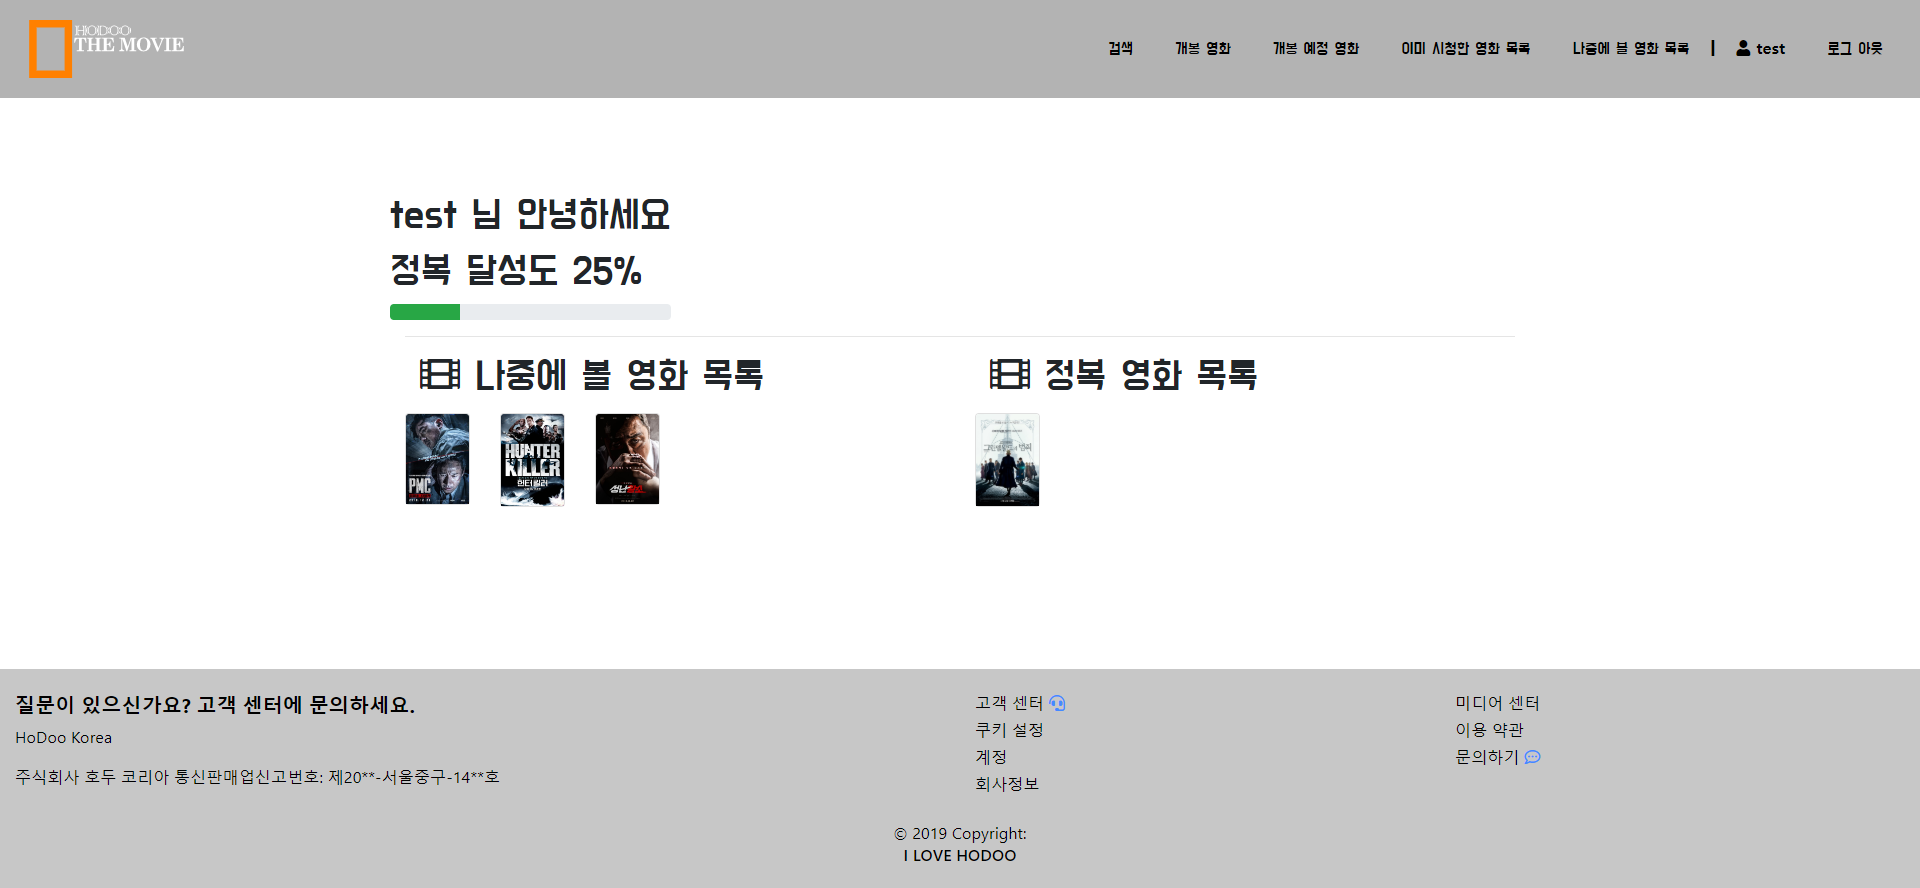 HODOO
THE MOVIE
검색
개봉 영화
개봉 예정 영화
이미 시청한 영화 목록
나중에 볼 영화 목록
|
test
로그 아웃
test 님 안녕하세요
정복 달성도 25%
나중에 볼 영화 목록
정복 영화 목록
PMC
HUNTER
KILLER
헌터 킬러
성난황소
질문이 있으신가요? 고객 센터에 문의하세요.
HoDoo Korea
주식회사 호두 코리아 통신판매업신고번호: 제20**-서울중구-14**호
고객 센터
쿠키 설정
계정
회사정보
미디어 센터
이용 약관
문의하기
© 2019 Copyright:
I LOVE HODOO